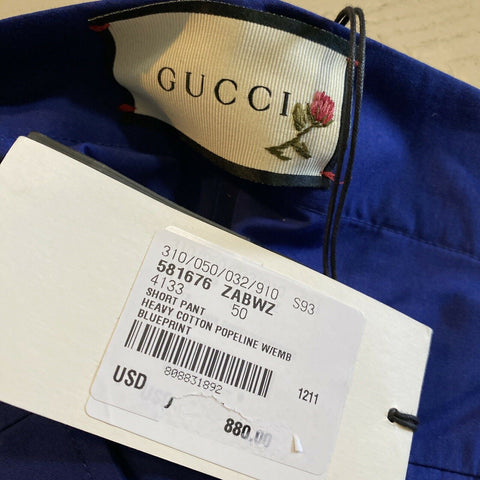 GUCCI
310/050/032/910 S93
581676 ZABWZ
4133 50
SHORT PANT
HEAVY COTTON POPELINE W/EMB
BLUEPRINT
808831892
1211
USD 880.00